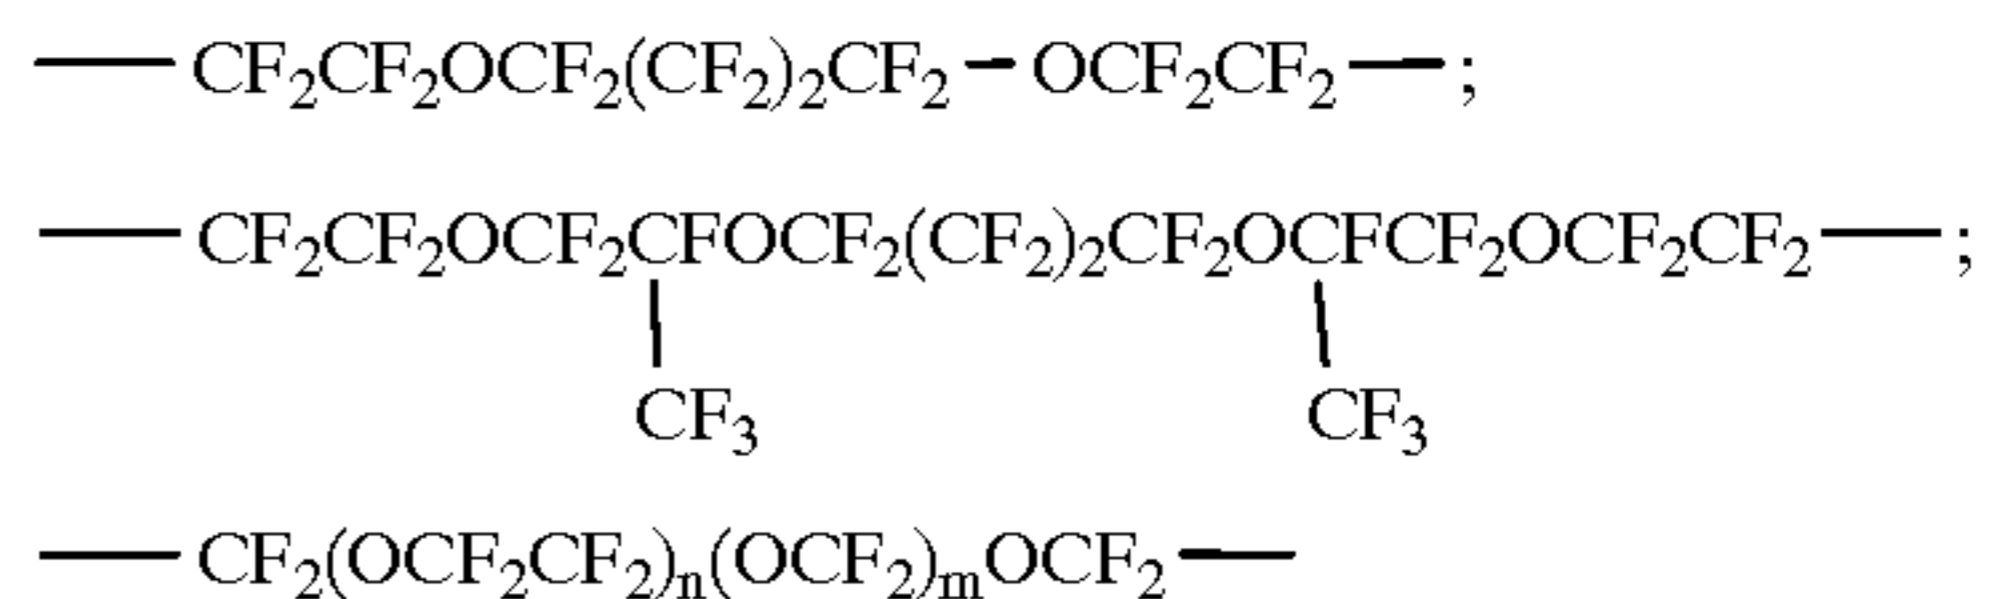 —CF₂CF₂OCF₂(CF₂)₂CF₂—OCF₂CF₂—;
—CF₂CF₂OCF₂CFOCF₂(CF₂)₂CF₂OCFCF₂OCF₂CF₂—;
CF₃ CF₃
—CF₂(OCF₂CF₂)ₙ(OCF₂)ₘOCF₂—